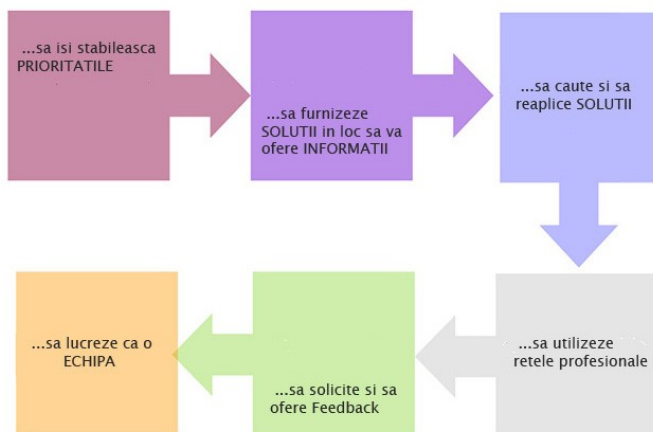 ...sa isi stabileasca
PRIORITATILE
...sa furnizeze
SOLUTII in loc sa va
ofere INFORMATII
...sa caute si sa
reaplice SOLUTII
...sa utilizeze
retele profesionale
...sa solicite si sa
ofere Feedback
...sa lucreze ca o
ECHIPA